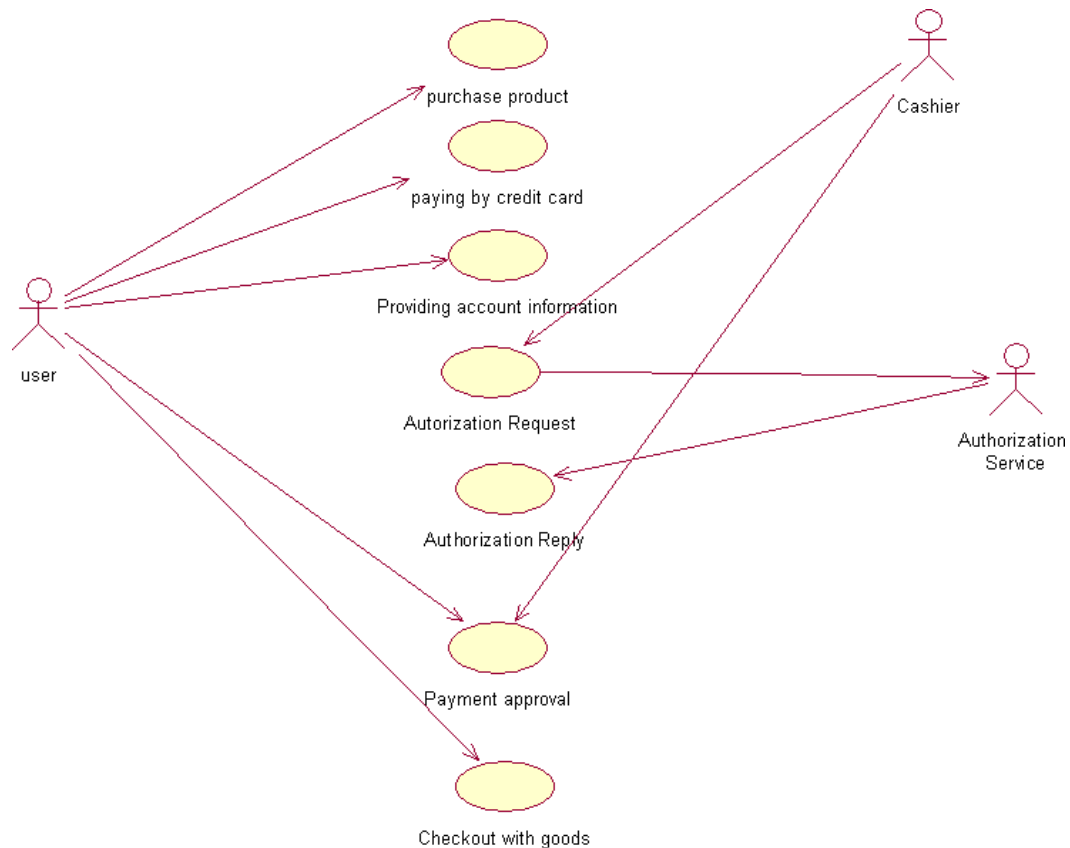 purchase product
Cashier
paying by credit card
Providing account information
user
Autorization Request
Authorization
Service
Authorization Reply
Payment approval
Checkout with goods